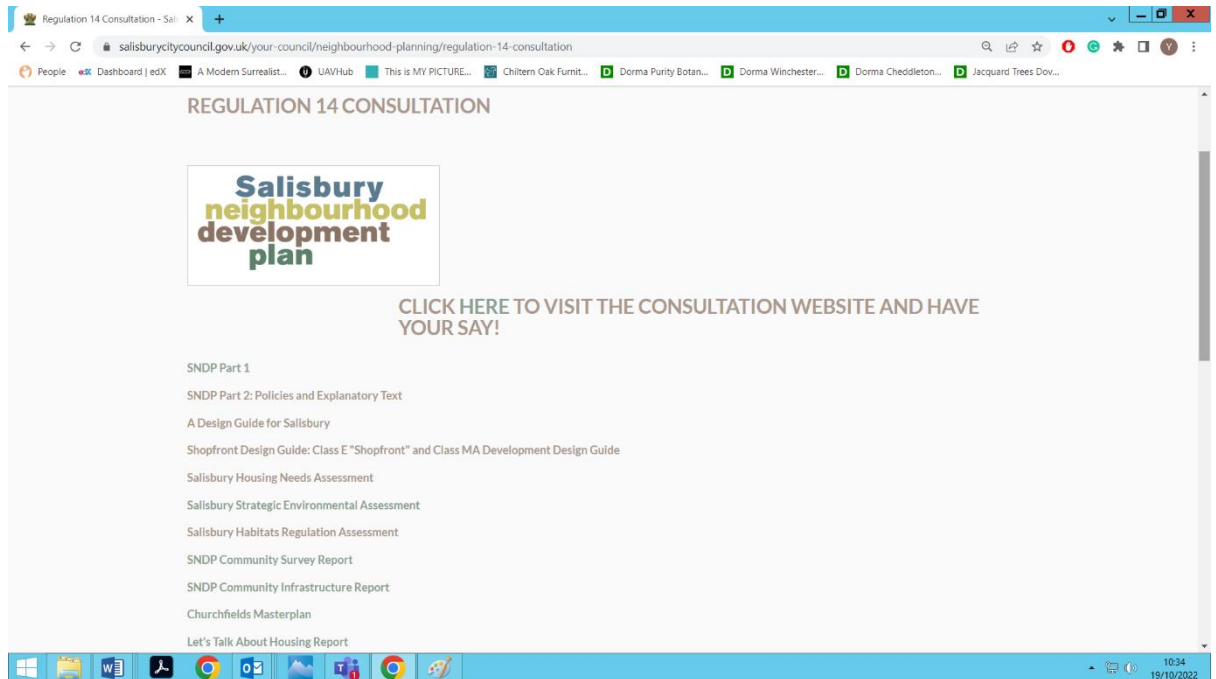 Regulation 14 Consultation - Sali
salisburycitycouncil.gov.uk/your-council/neighbourhood-planning/regulation-14-consultation
People
Dashboard | edX
A Modern Surrealist...
UAVHub
This is MY PICTURE...
Chiltern Oak Furnit...
D Dorma Purity Botan...
D Dorma Winchester...
D Dorma Cheddleton...
D Jacquard Trees Dov...
REGULATION 14 CONSULTATION
Salisbury
neighbourhood
development
plan
CLICK HERE TO VISIT THE CONSULTATION WEBSITE AND HAVE
YOUR SAY!
SNDP Part 1
SNDP Part 2: Policies and Explanatory Text
A Design Guide for Salisbury
Shopfront Design Guide: Class E "Shopfront" and Class MA Development Design Guide
Salisbury Housing Needs Assessment
Salisbury Strategic Environmental Assessment
Salisbury Habitats Regulation Assessment
SNDP Community Survey Report
SNDP Community Infrastructure Report
Churchfields Masterplan
Let's Talk About Housing Report
10:34
19/10/2022